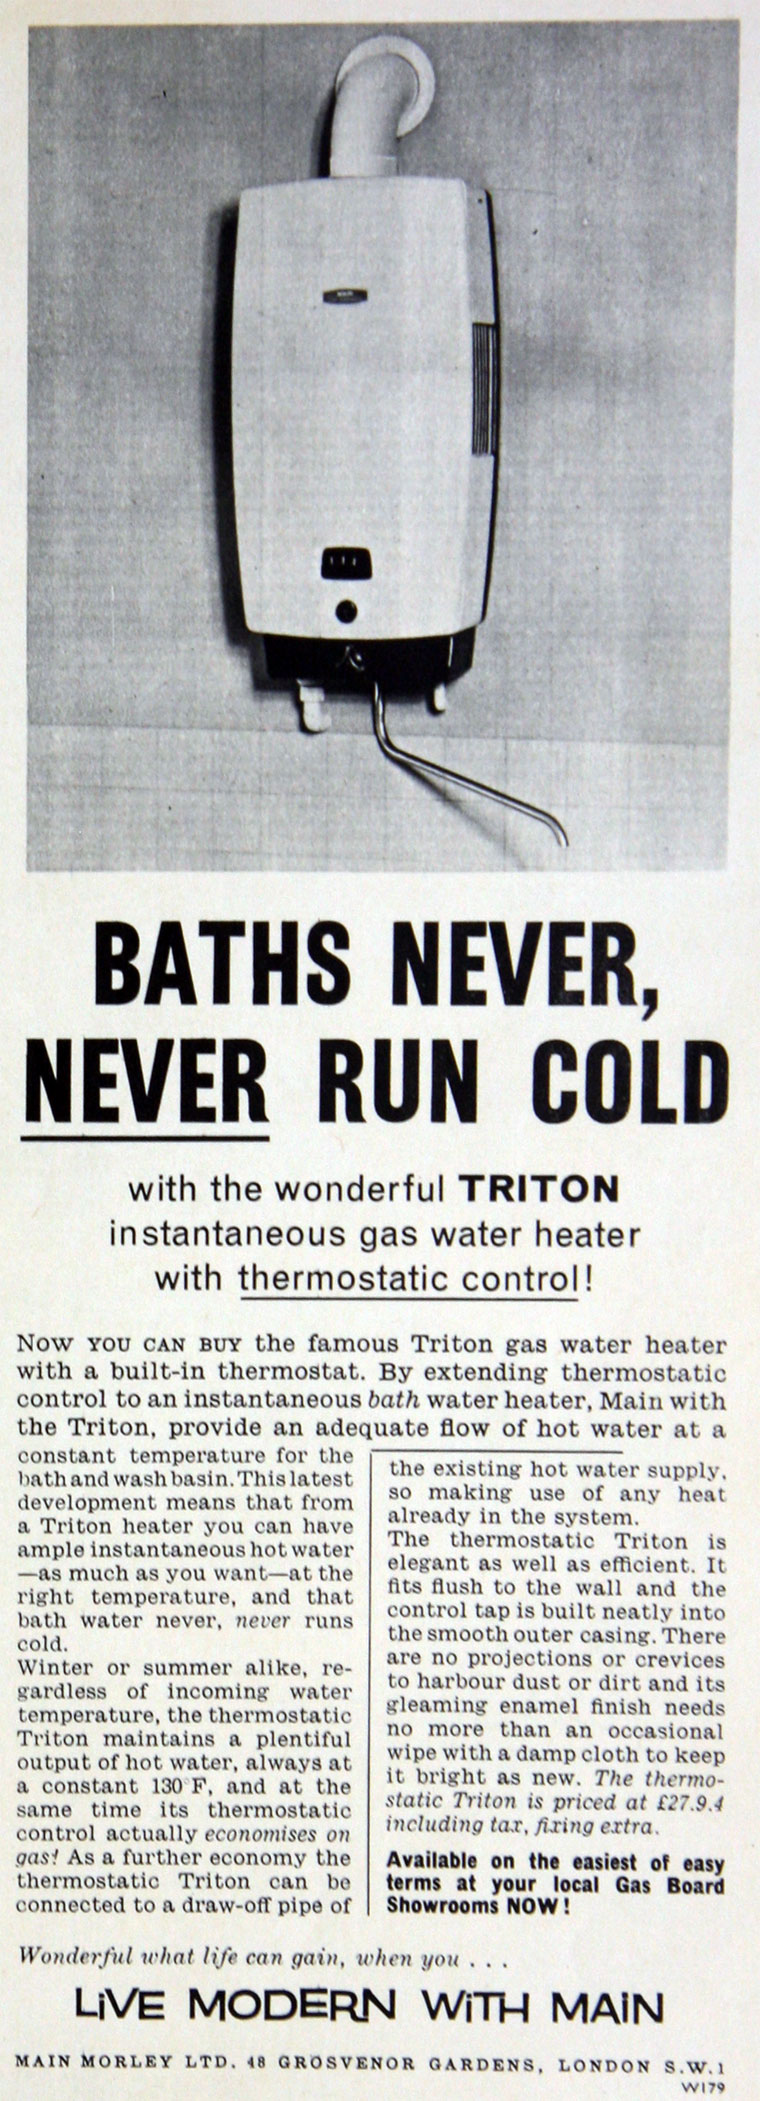 BATHS NEVER,
NEVER RUN COLD
with the wonderful TRITON
instantaneous gas water heater
with thermostatic control!
NOW YOU CAN BUY the famous Triton gas water heater
with a built-in thermostat. By extending thermostatic
control to an instantaneous bath water heater, Main with
the Triton, provide an adequate flow of hot water at a
constant temperature for the
bath and wash basin. This latest
development means that from
a Triton heater you can have
ample instantaneous hot water
—as much as you want—at the
right temperature, and that
bath water never, never runs
cold.
Winter or summer alike, re-
gardless of incoming water
temperature, the thermostatic
Triton maintains a plentiful
output of hot water, always at
a constant 130°F, and at the
same time its thermostatic
control actually economises on
gas! As a further economy the
thermostatic Triton can be
connected to a draw-off pipe of
the existing hot water supply,
so making use of any heat
already in the system.
The thermostatic Triton is
elegant as well as efficient. It
fits flush to the wall and the
control tap is built neatly into
the smooth outer casing. There
are no projections or crevices
to harbour dust or dirt and its
gleaming enamel finish needs
no more than an occasional
wipe with a damp cloth to keep
it bright as new. The thermo-
static Triton is priced at £27.9.4
including tax, fixing extra.
Available on the easiest of easy
terms at your local Gas Board
Showrooms NOW!
Wonderful what life can gain, when you . . .
LiVE MODERN WiTH MAiN
MAIN MORLEY LTD. 48 GROSVENOR GARDENS, LONDON S.W.1
W179